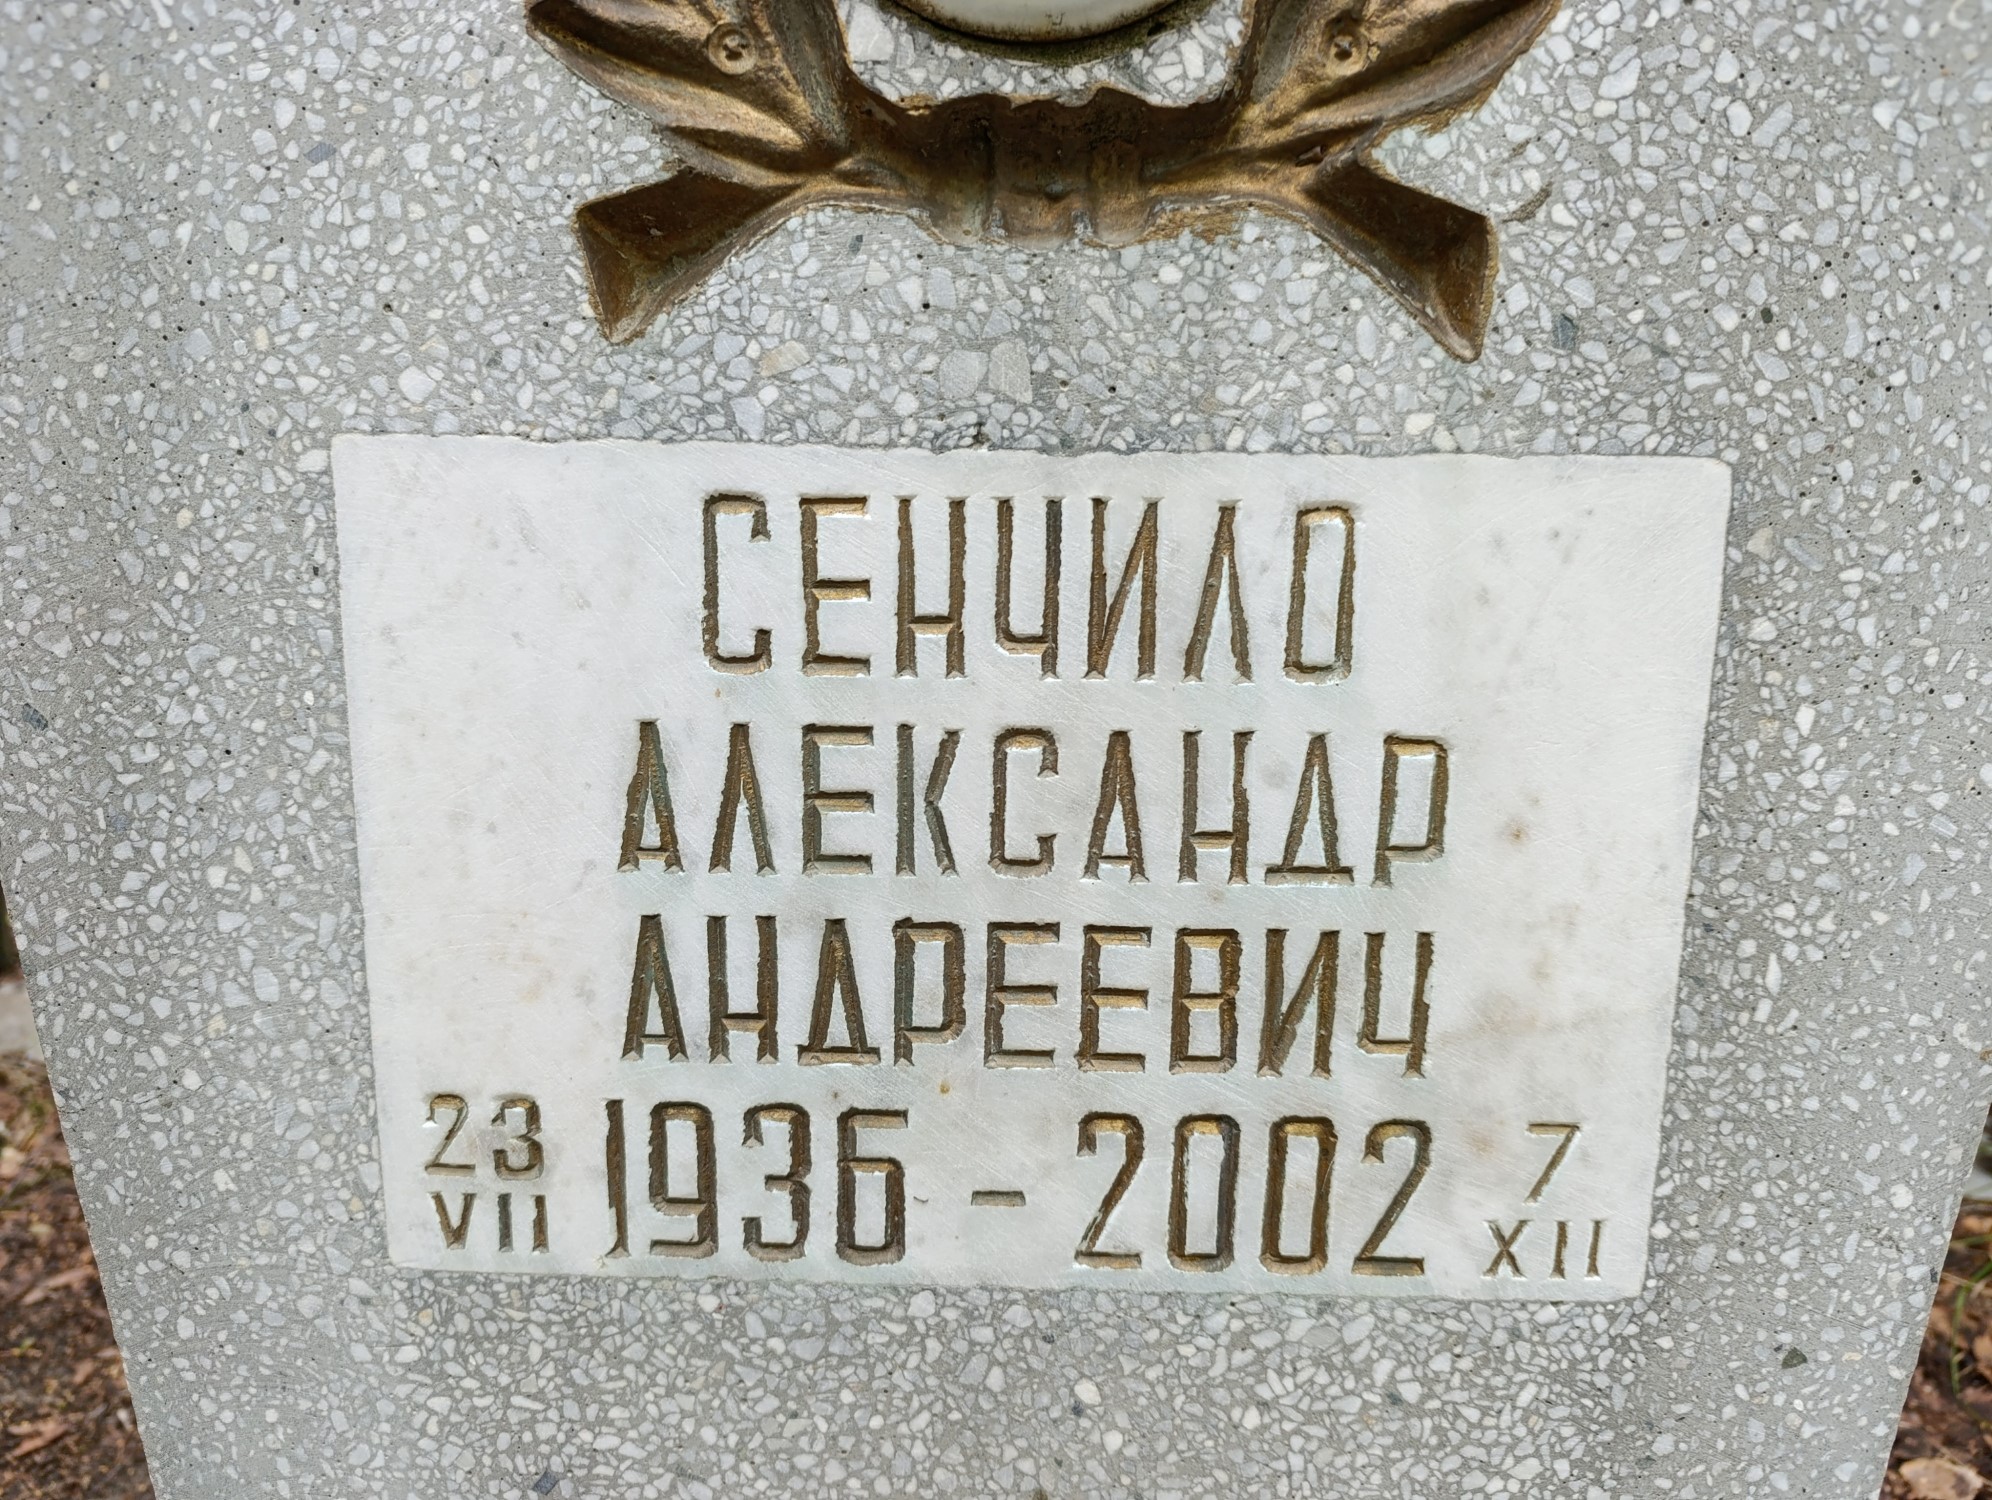 СЕНЧИЛО
АЛЕКСАНДР
АНДРЕЕВИЧ
23 VII 1936 - 2002 7 XII